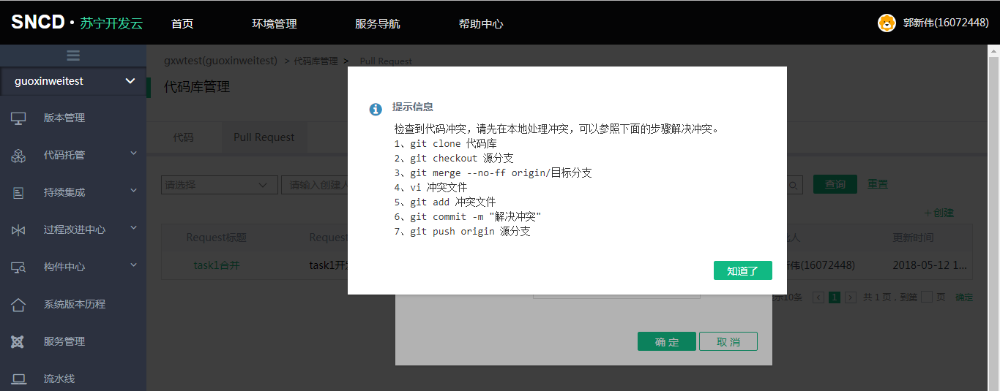 SNCD·苏宁开发云
首页
环境管理
服务导航
帮助中心
郭新伟(16072448)
guoxinweitest
版本管理
代码托管
持续集成
过程改进中心
构件中心
系统版本历程
服务管理
流水线
gxwtest(guoxinweitest) > 代码库管理 > Pull Request
代码库管理
代码
Pull Request
请选择
请输入创建
查询
重置
+创建
Request标题
Request
更新时间
task1合并
task1开
(16072448)
2018-05-12 1...
10条
1
共 1 页，到第
页
确定
提示信息
检查到代码冲突，请先在本地处理冲突，可以参照下面的步骤解决冲突。
1、git clone 代码库
2、git checkout 源分支
3、git merge --no-ff origin/目标分支
4、vi 冲突文件
5、git add 冲突文件
6、git commit -m "解决冲突"
7、git push origin 源分支
知道了
确 定
取 消